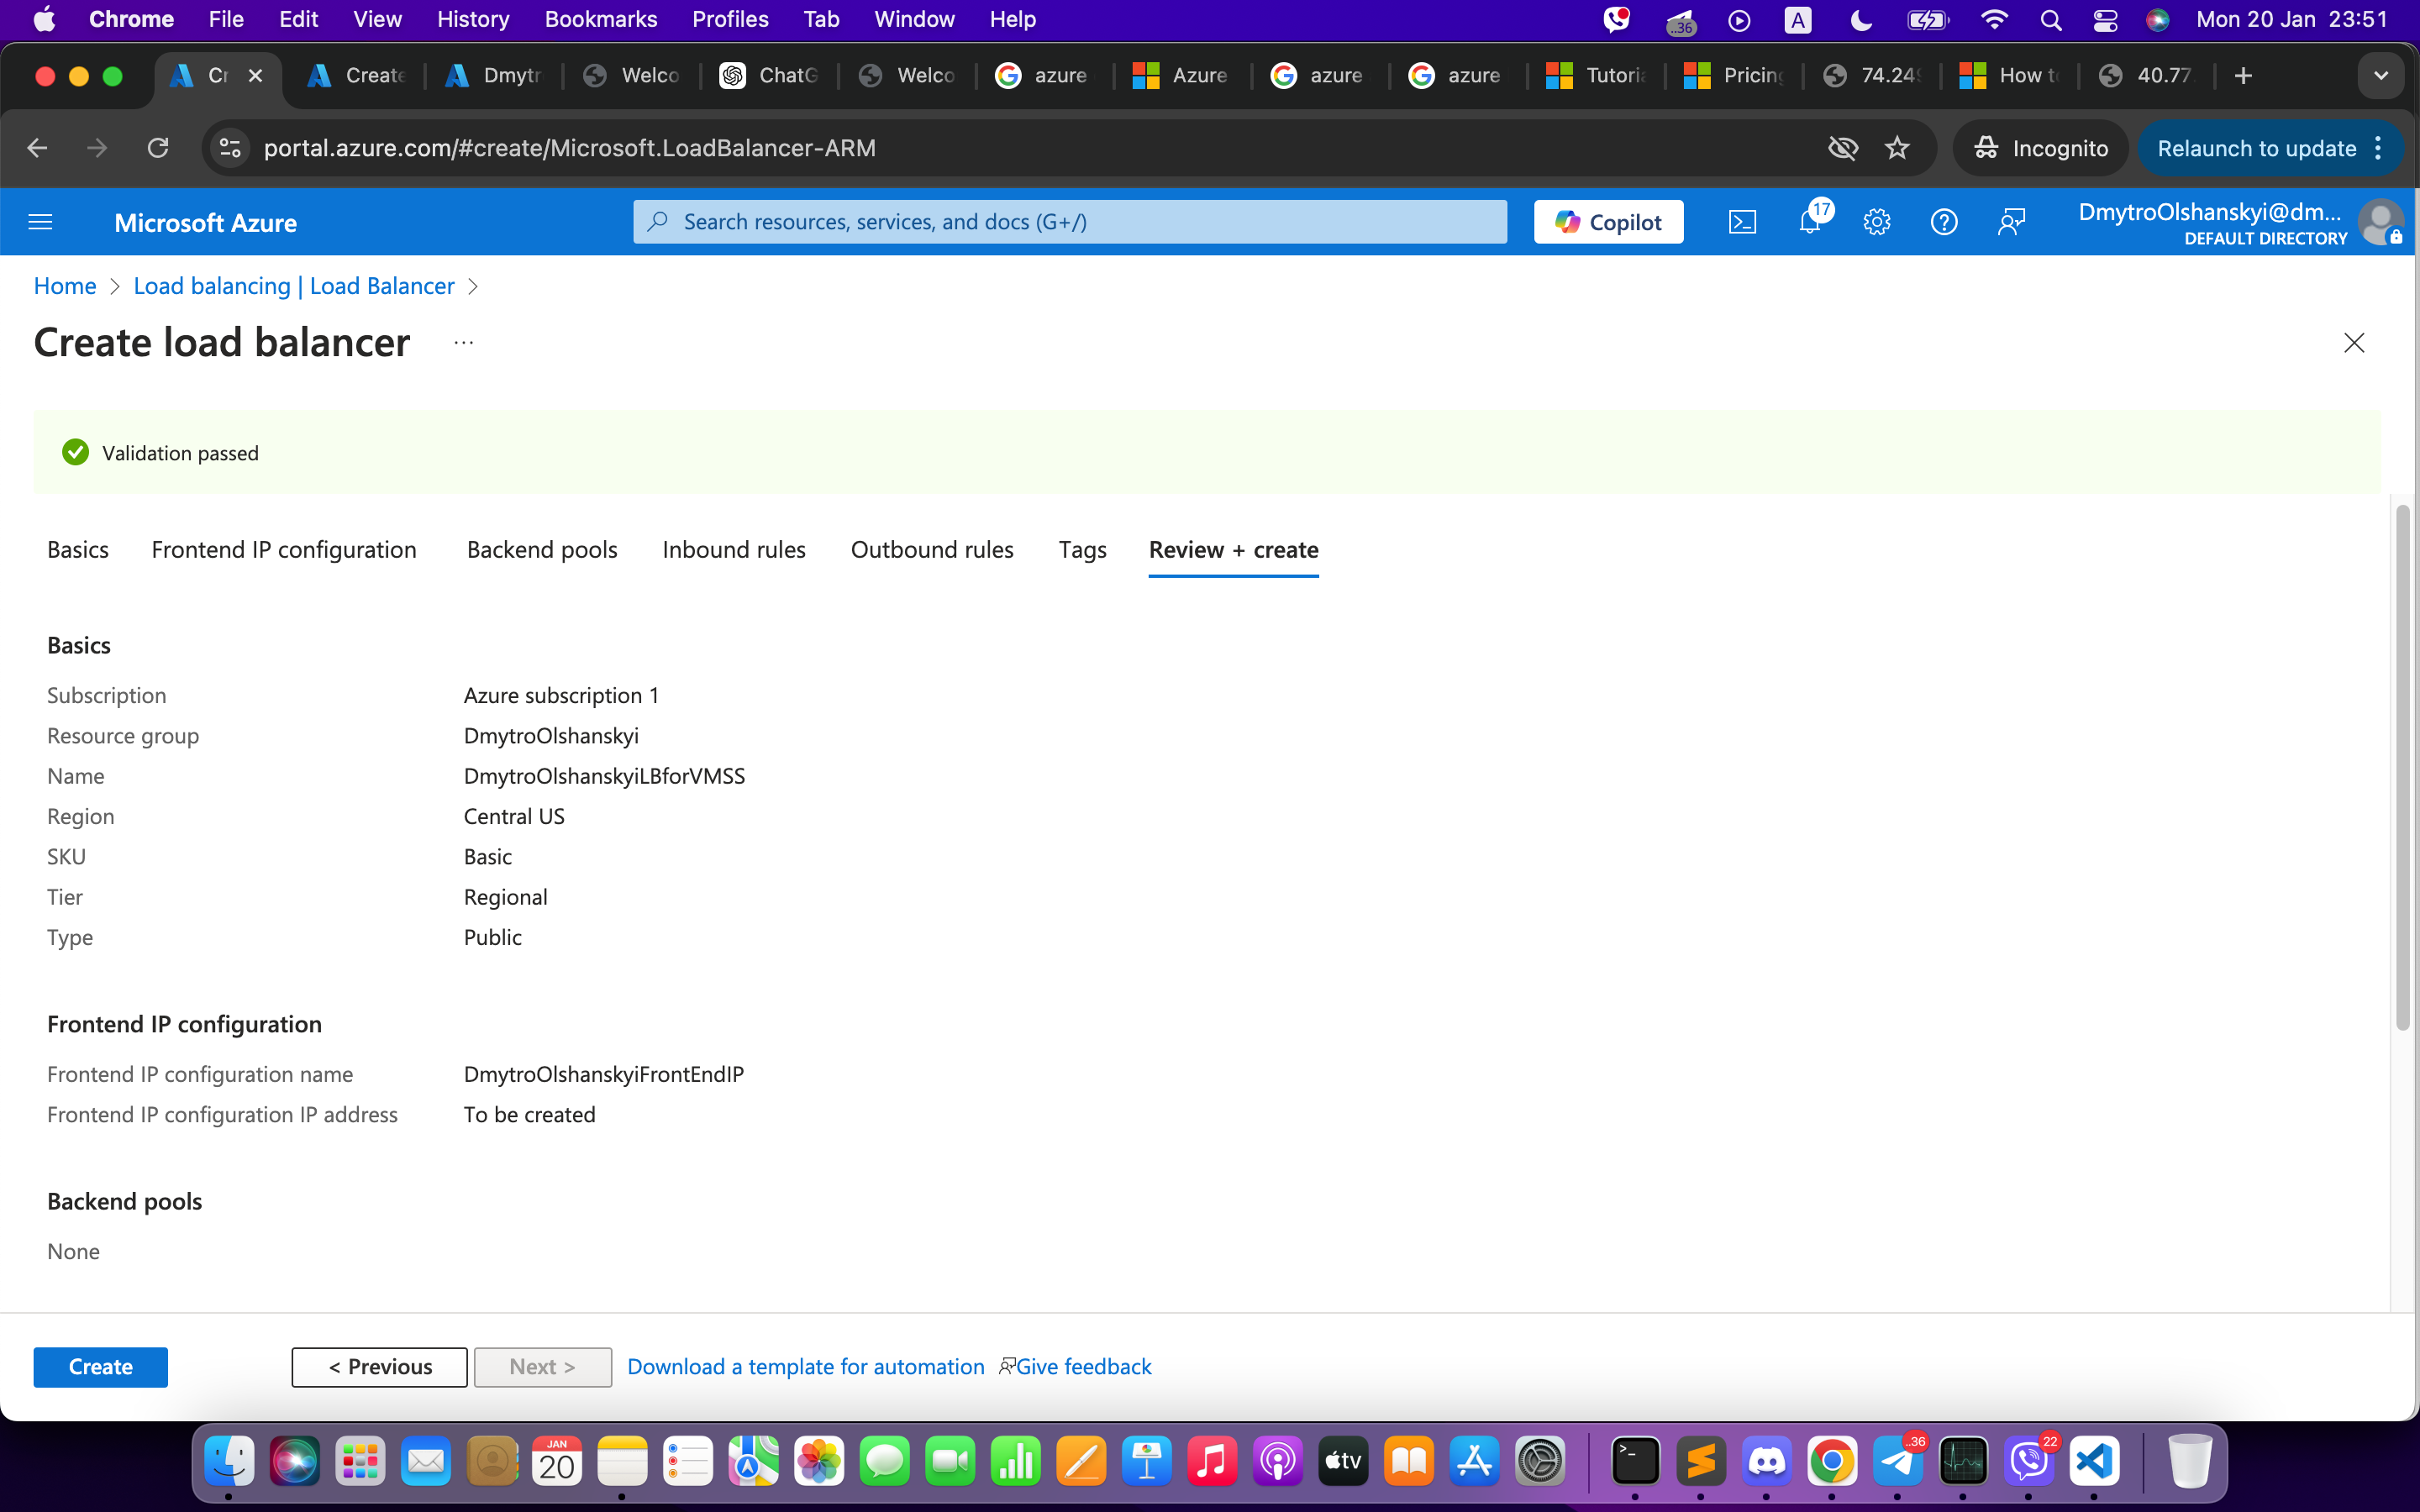 Chrome File Edit View History Bookmarks Profiles Tab Window Help ..36 A Mon 20 Jan 23:51
Cr Create Dmytr Welco ChatG Welco azure Azure azure azure Tutoria Pricing 74.249 How to 40.77.
portal.azure.com/#create/Microsoft.LoadBalancer-ARM Incognito Relaunch to update
Microsoft Azure Search resources, services, and docs (G+/) Copilot 17 DmytroOlshanskyi@dm...
DEFAULT DIRECTORY
Home > Load balancing | Load Balancer >
Create load balancer ...
Validation passed
Basics Frontend IP configuration Backend pools Inbound rules Outbound rules Tags Review + create
Basics
Subscription Azure subscription 1
Resource group DmytroOlshanskyi
Name DmytroOlshanskyiLBforVMSS
Region Central US
SKU Basic
Tier Regional
Type Public
Frontend IP configuration
Frontend IP configuration name DmytroOlshanskyiFrontEndIP
Frontend IP configuration IP address To be created
Backend pools
None
Create < Previous Next > Download a template for automation Give feedback
JAN
20
tv
..36
22